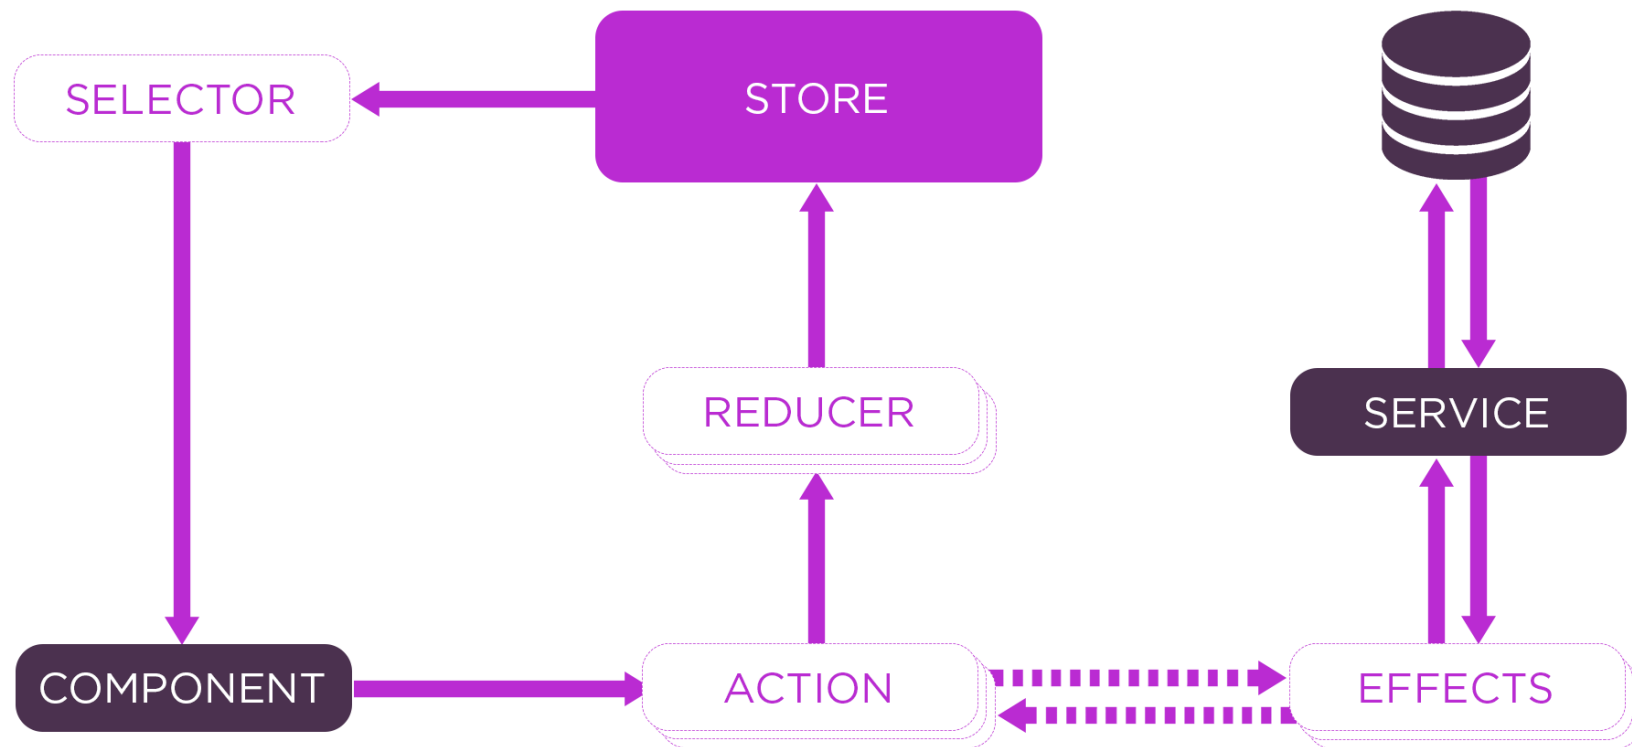 SELECTOR
STORE
REDUCER
SERVICE
COMPONENT
ACTION
EFFECTS